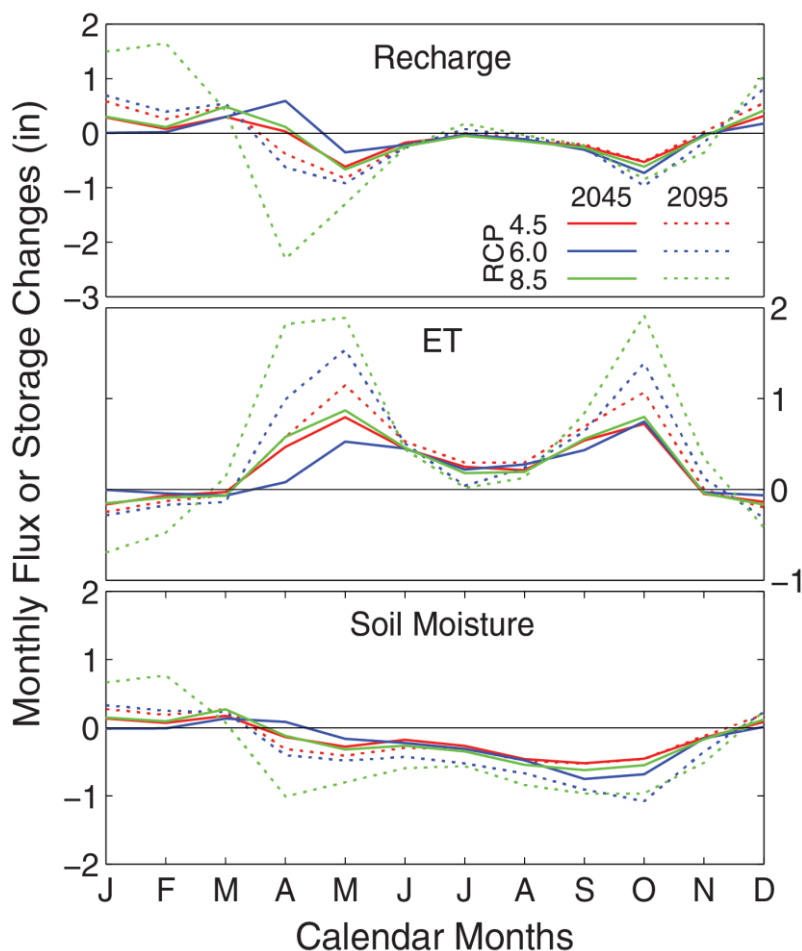 Monthly Flux or Storage Changes (in)
2
1
0
−1
−2
−3
Recharge
2045 2095
RCP
4.5
6.0
8.5
ET
2
1
0
−1
Soil Moisture
2
1
0
−1
−2
J F M A M J J A S O N D
Calendar Months